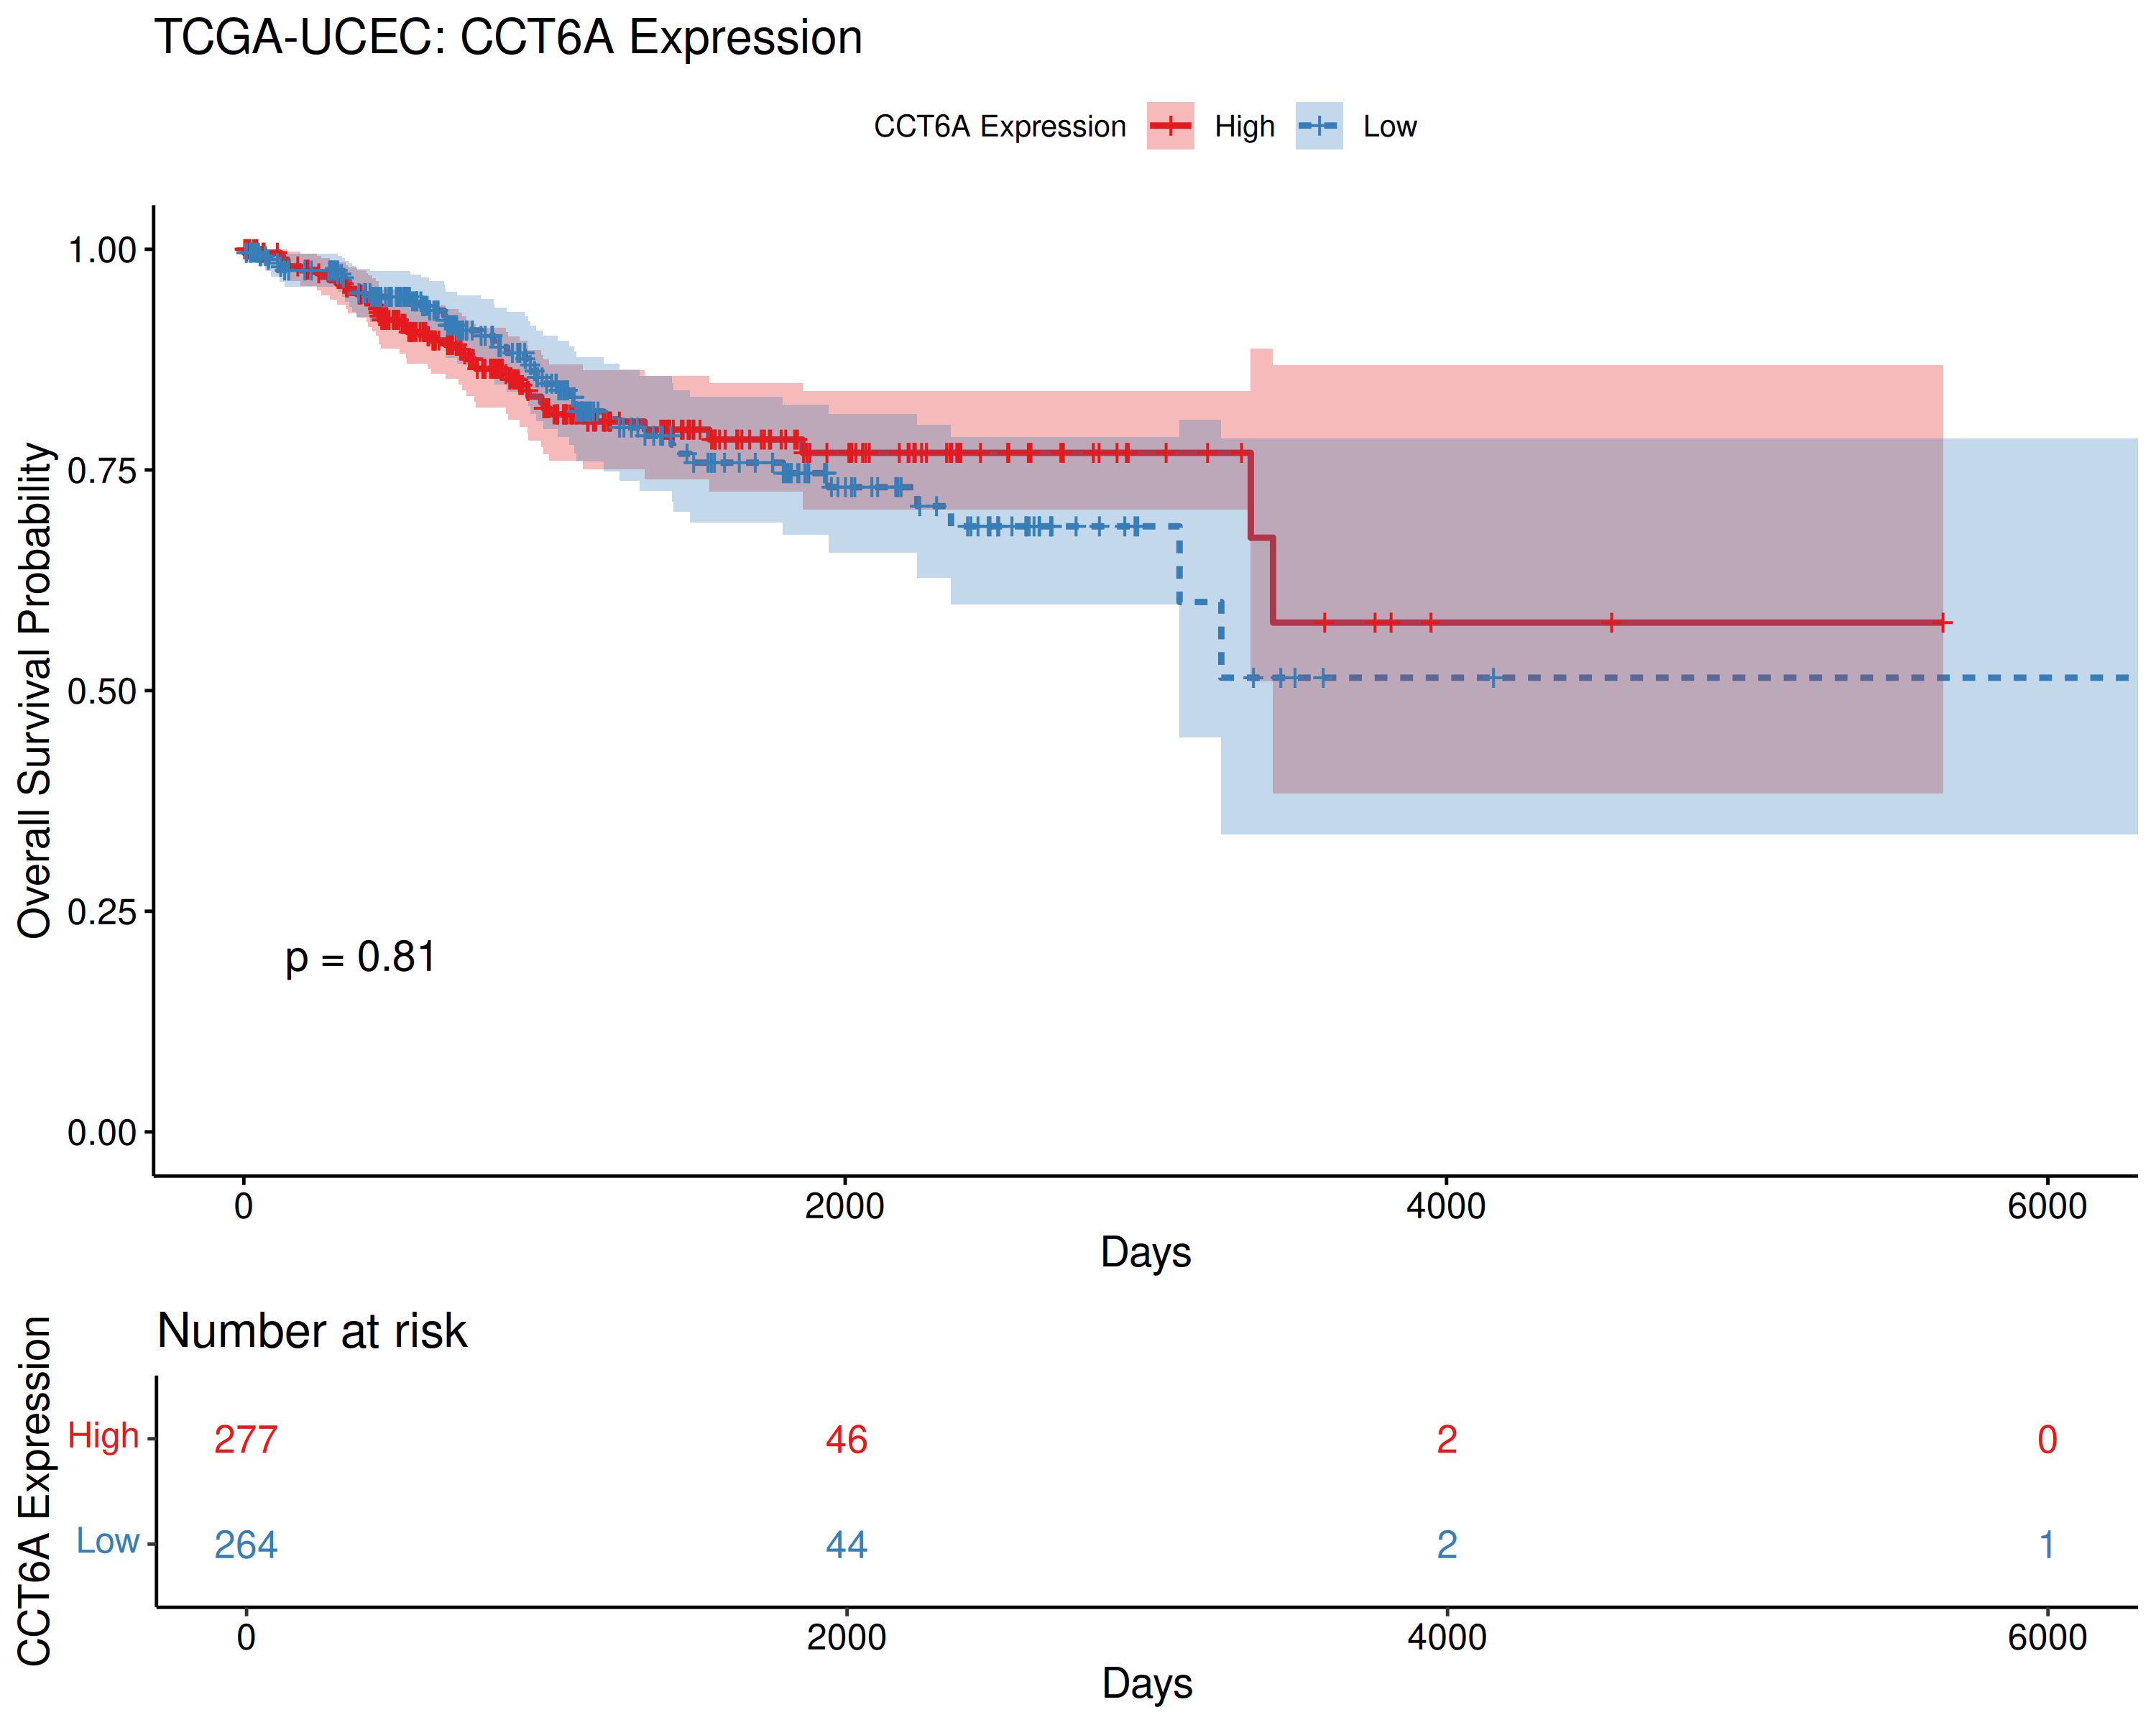 TCGA-UCEC: CCT6A Expression
CCT6A Expression High Low
Overall Survival Probability
1.00
0.75
0.50
0.25
0.00
p = 0.81
0 2000 4000 6000
Days
Number at risk
CCT6A Expression
High 277 46 2 0
Low 264 44 2 1
0 2000 4000 6000
Days